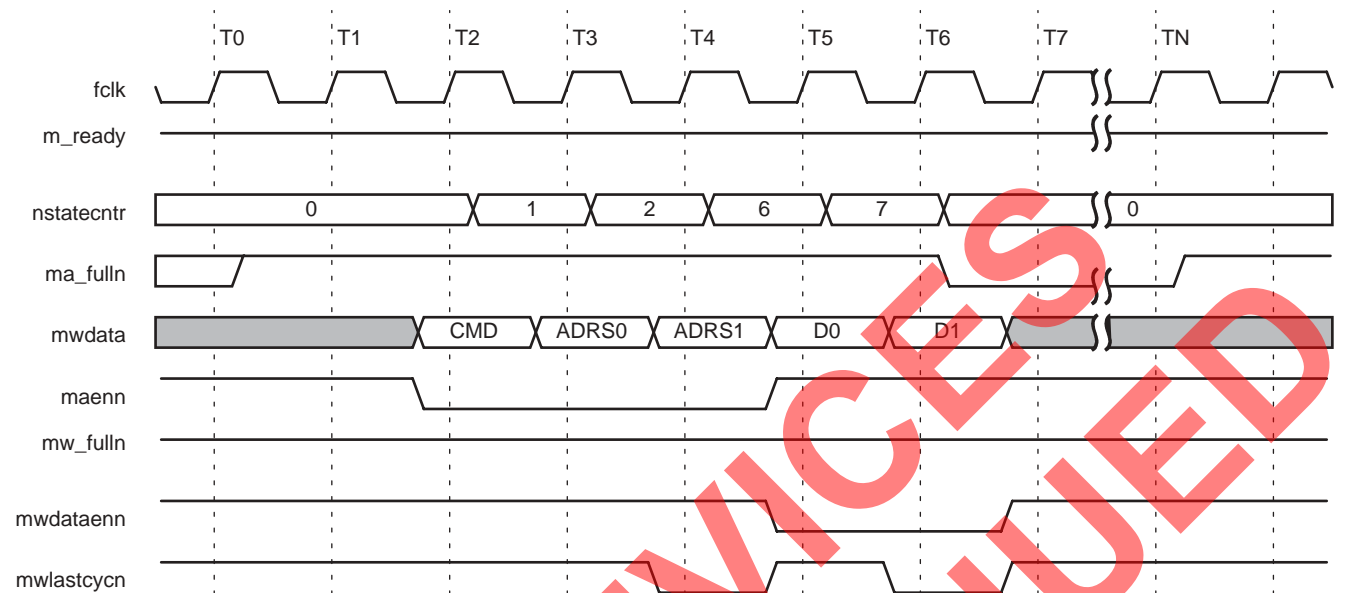 T0 T1 T2 T3 T4 T5 T6 T7 TN
fclk
m_ready
nstatecntr 0 1 2 6 7 0
ma_fulln
mwdata CMD ADRS0 ADRS1 D0 D1
maenn
mw_fulln
mwdataenn
mwlastcycn